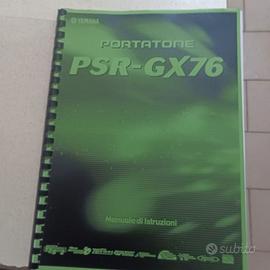 YAMAHA
PORTATONE
PSR-GX76
Manuale di Istruzioni
subito